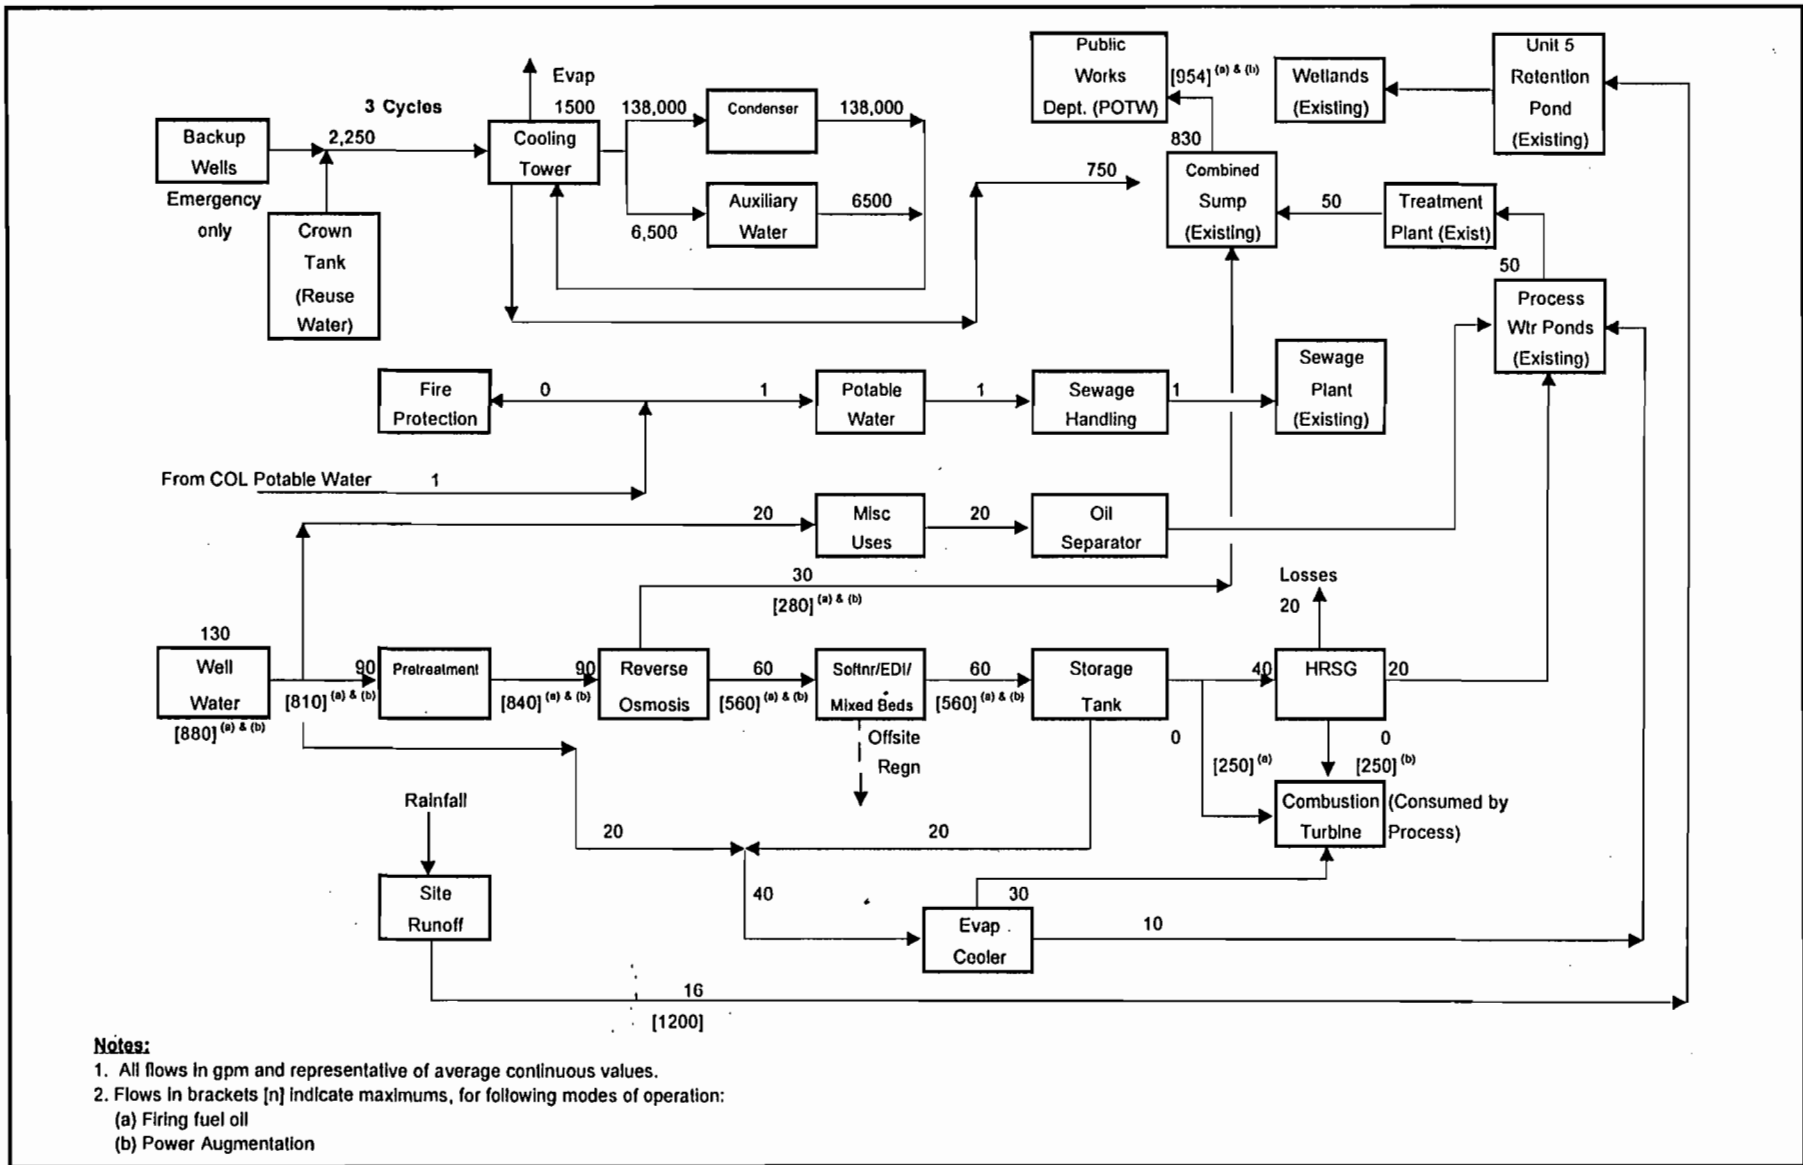 Public
Works
Dept. (POTW)
[954] (a) & (b)
Wetlands
(Existing)
Unit 5
Retention
Pond
(Existing)
Evap
1500
3 Cycles
Backup
Wells
2,250
Cooling
Tower
138,000
Condenser
138,000
Emergency
only
Crown
Tank
(Reuse
Water)
6,500
Auxiliary
Water
6500
750
830
Combined
Sump
(Existing)
50
Treatment
Plant (Exist)
50
Process
Wtr Ponds
(Existing)
Fire
Protection
0
1
Potable
Water
1
Sewage
Handling
1
Sewage
Plant
(Existing)
From COL Potable Water
1
20
Misc
Uses
20
Oil
Separator
30
[280] (a) & (b)
Losses
20
130
Well
Water
[880] (a) & (b)
90
[810] (a) & (b)
Pretreatment
90
[840] (a) & (b)
Reverse
Osmosis
60
[560] (a) & (b)
Softnr/EDI/
Mixed Beds
60
[560] (a) & (b)
Storage
Tank
40
HRSG
20
Offsite
Regn
0
[250] (a)
0
[250] (b)
Combustion
Turbine
(Consumed by
Process)
Rainfall
20
20
Site
Runoff
40
30
Evap
Cooler
10
16
[1200]
Notes:
1. All flows in gpm and representative of average continuous values.
2. Flows in brackets [n] indicate maximums, for following modes of operation:
(a) Firing fuel oil
(b) Power Augmentation